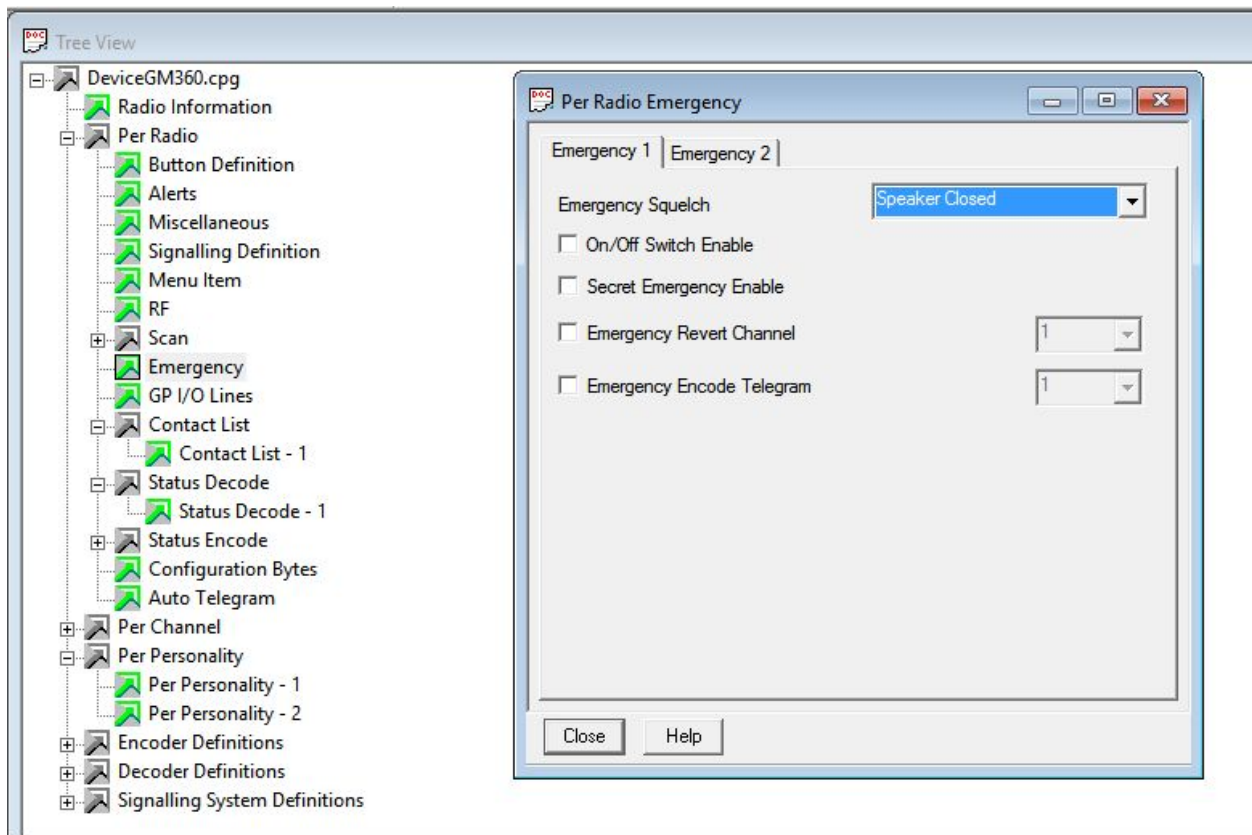 Tree View
DeviceGM360.cpg
Radio Information
Per Radio
Button Definition
Alerts
Miscellaneous
Signalling Definition
Menu Item
RF
Scan
Emergency
GP I/O Lines
Contact List
Contact List - 1
Status Decode
Status Decode - 1
Status Encode
Configuration Bytes
Auto Telegram
Per Channel
Per Personality
Per Personality - 1
Per Personality - 2
Encoder Definitions
Decoder Definitions
Signalling System Definitions
Per Radio Emergency
Emergency 1 Emergency 2
Emergency Squelch Speaker Closed
On/Off Switch Enable
Secret Emergency Enable
Emergency Revert Channel 1
Emergency Encode Telegram 1
Close Help